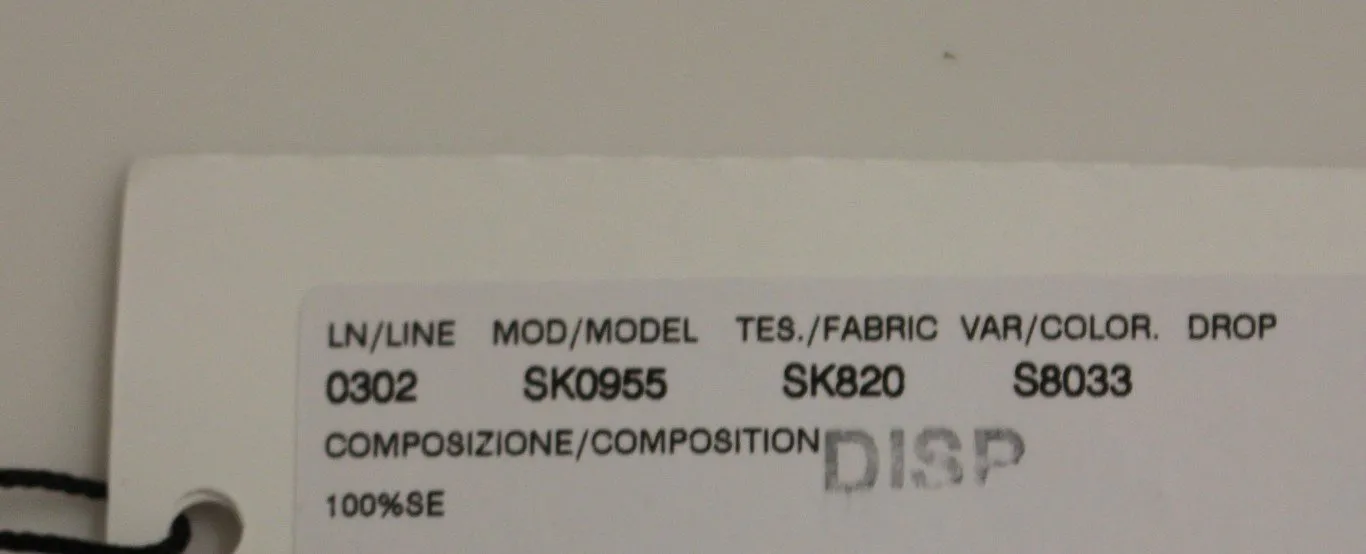 LN/LINE MOD/MODEL TES./FABRIC VAR/COLOR. DROP
0302 SK0955 SK820 S8033
COMPOSIZIONE/COMPOSITION DISP
100%SE